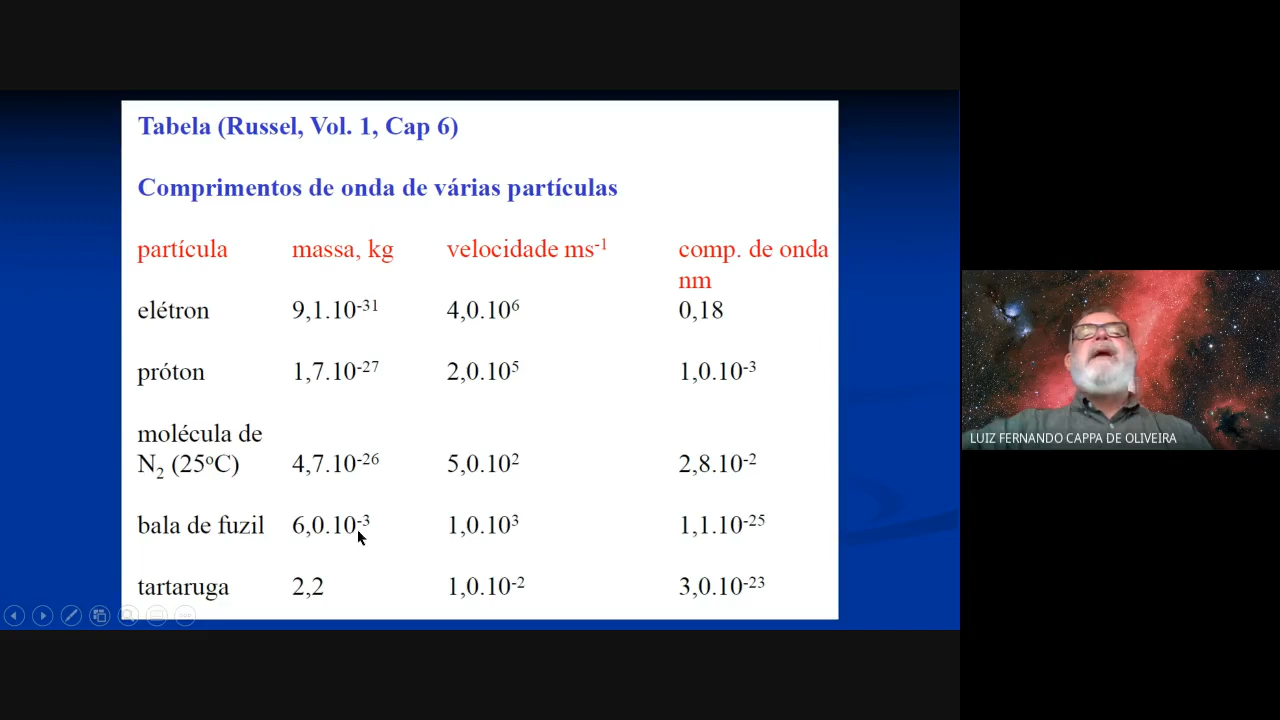 Tabela (Russel, Vol. 1, Cap 6)
Comprimentos de onda de várias partículas
partícula massa, kg velocidade ms⁻¹ comp. de onda
nm
elétron 9,1.10⁻³¹ 4,0.10⁶ 0,18
próton 1,7.10⁻²⁷ 2,0.10⁵ 1,0.10⁻³
molécula de
N₂ (25ºC) 4,7.10⁻²⁶ 5,0.10² 2,8.10⁻²
bala de fuzil 6,0.10⁻³ 1,0.10³ 1,1.10⁻²⁵
tartaruga 2,2 1,0.10⁻² 3,0.10⁻²³
LUIZ FERNANDO CAPPA DE OLIVEIRA